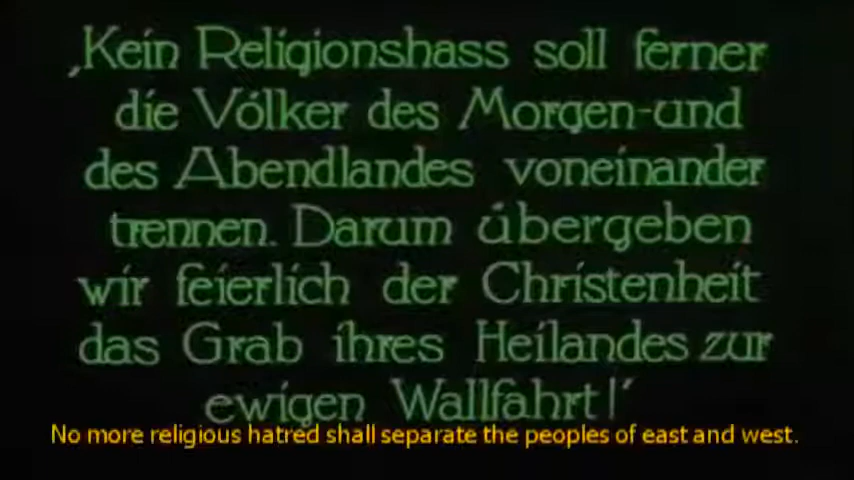 ‚Kein Religionshass soll ferner
die Völker des Morgen-und
des Abendlandes voneinander
trennen. Darum übergeben
wir feierlich der Christenheit
das Grab ihres Heilandes zur
ewigen Wallfahrt!‘
No more religious hatred shall separate the peoples of east and west.